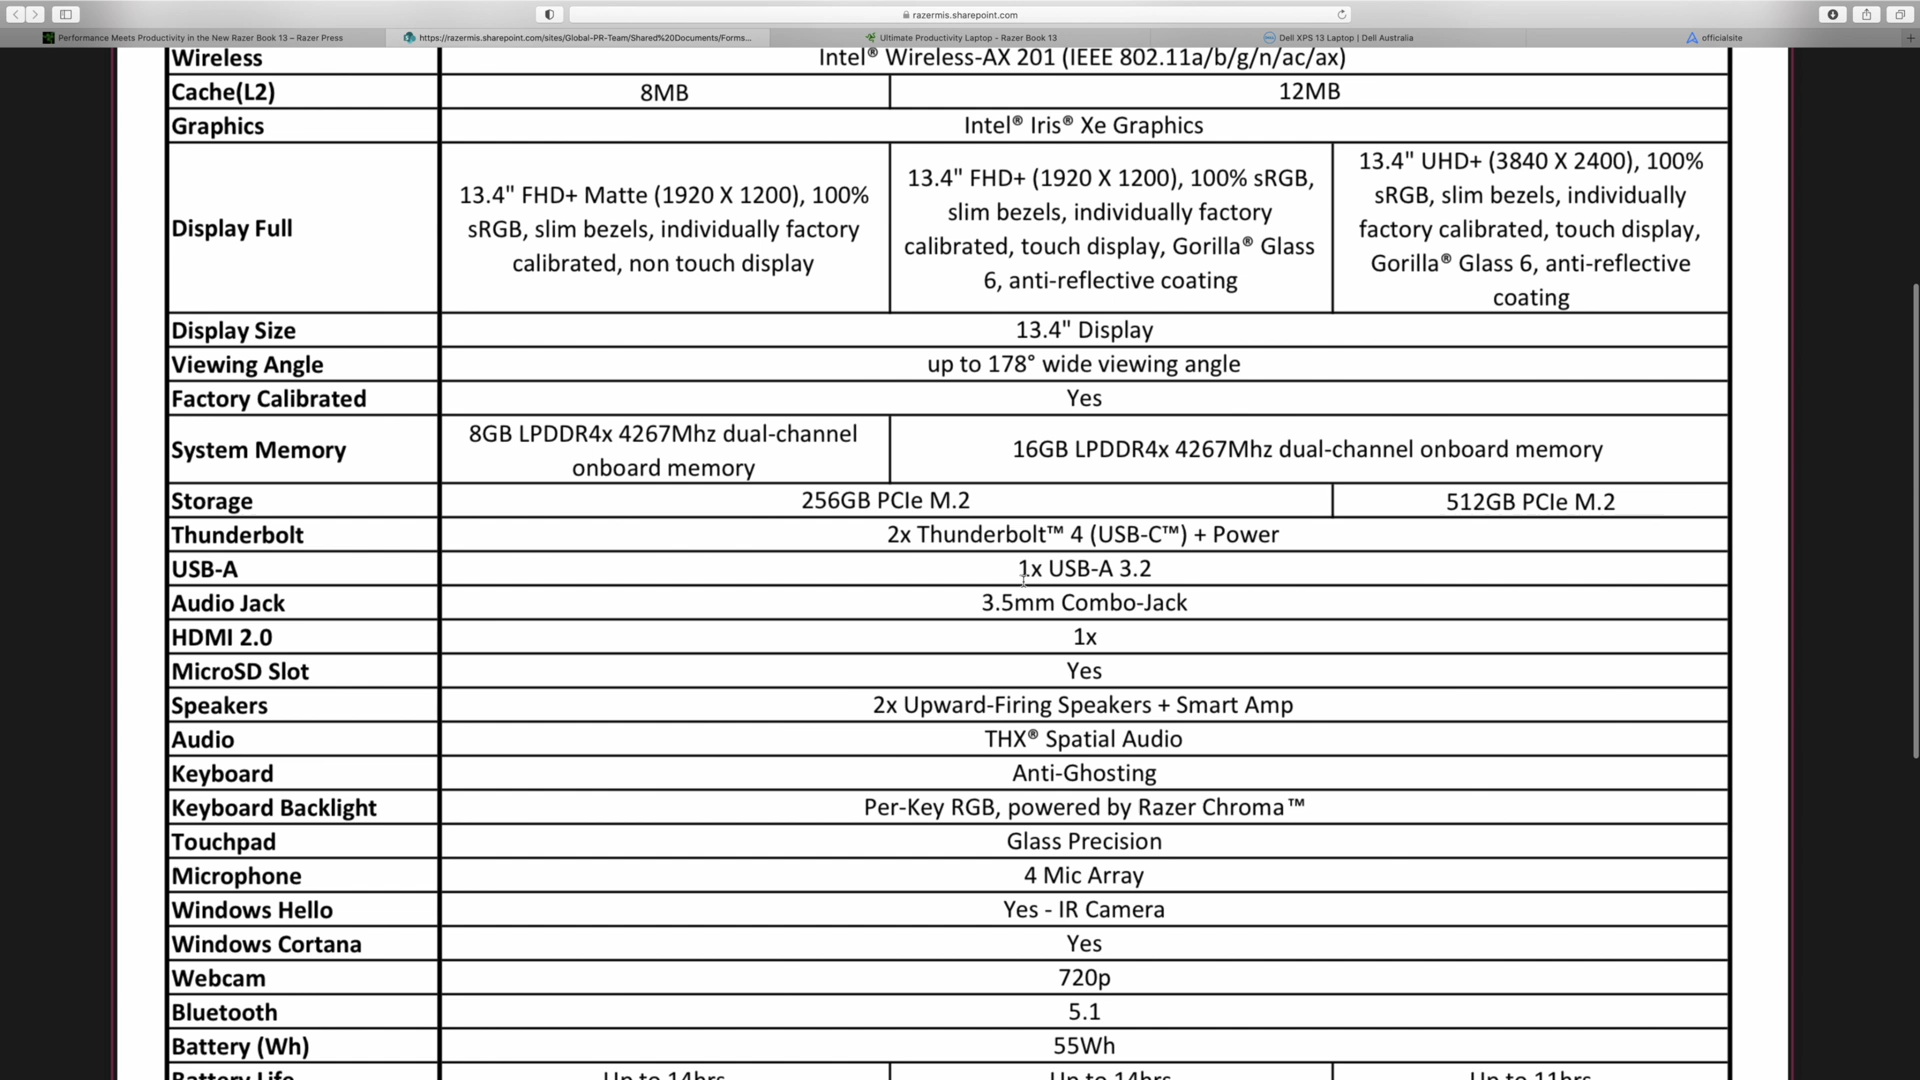 razermis.sharepoint.com
Performance Meets Productivity in the New Razer Book 13 – Razer Press
https://razermis.sharepoint.com/sites/Global-PR-Team/Shared%20Documents/Forms...
Ultimate Productivity Laptop - Razer Book 13
Dell XPS 13 Laptop | Dell Australia
officialsite
Wireless
Intel® Wireless-AX 201 (IEEE 802.11a/b/g/n/ac/ax)
Cache(L2)
8MB
12MB
Graphics
Intel® Iris® Xe Graphics
Display Full
13.4" FHD+ Matte (1920 X 1200), 100%
sRGB, slim bezels, individually factory
calibrated, non touch display
13.4" FHD+ (1920 X 1200), 100% sRGB,
slim bezels, individually factory
calibrated, touch display, Gorilla® Glass
6, anti-reflective coating
13.4" UHD+ (3840 X 2400), 100%
sRGB, slim bezels, individually
factory calibrated, touch display,
Gorilla® Glass 6, anti-reflective
coating
Display Size
13.4" Display
Viewing Angle
up to 178° wide viewing angle
Factory Calibrated
Yes
System Memory
8GB LPDDR4x 4267Mhz dual-channel
onboard memory
16GB LPDDR4x 4267Mhz dual-channel onboard memory
Storage
256GB PCIe M.2
512GB PCIe M.2
Thunderbolt
2x Thunderbolt™ 4 (USB-C™) + Power
USB-A
1x USB-A 3.2
Audio Jack
3.5mm Combo-Jack
HDMI 2.0
1x
MicroSD Slot
Yes
Speakers
2x Upward-Firing Speakers + Smart Amp
Audio
THX® Spatial Audio
Keyboard
Anti-Ghosting
Keyboard Backlight
Per-Key RGB, powered by Razer Chroma™
Touchpad
Glass Precision
Microphone
4 Mic Array
Windows Hello
Yes - IR Camera
Windows Cortana
Yes
Webcam
720p
Bluetooth
5.1
Battery (Wh)
55Wh
Battery Life
Up to 14hrs
Up to 14hrs
Up to 11hrs